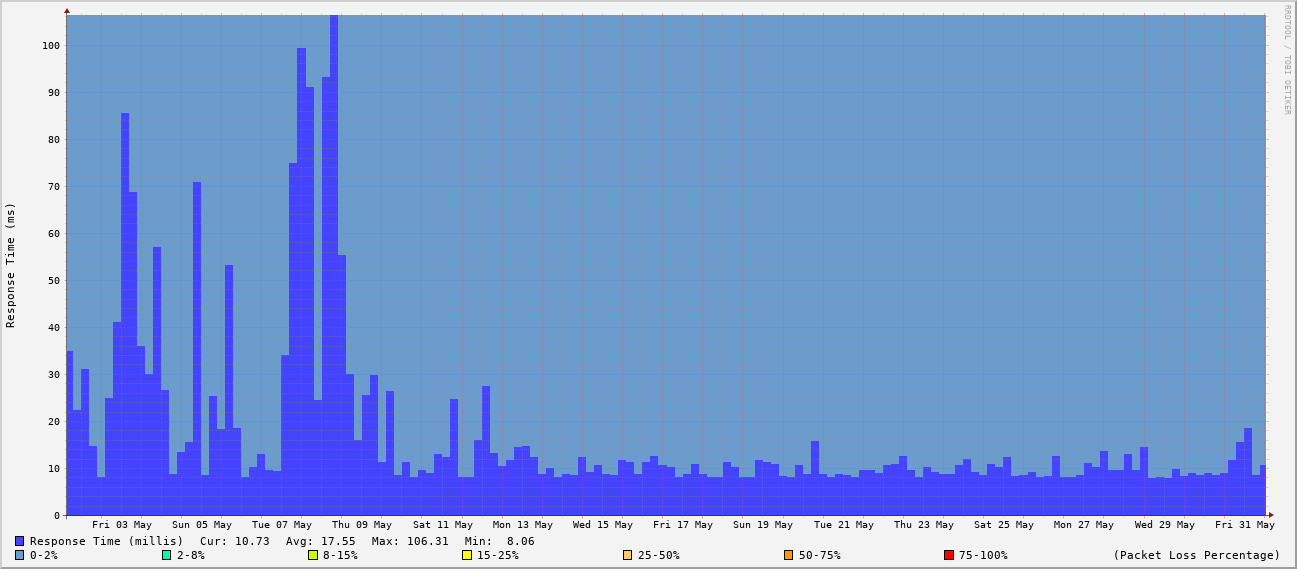 RRDTOOL / TOBI OETIKER
Response Time (ms)
100
90
80
70
60
50
40
30
20
10
0
Fri 03 May Sun 05 May Tue 07 May Thu 09 May Sat 11 May Mon 13 May Wed 15 May Fri 17 May Sun 19 May Tue 21 May Thu 23 May Sat 25 May Mon 27 May Wed 29 May Fri 31 May
Response Time (millis) Cur: 10.73 Avg: 17.55 Max: 106.31 Min: 8.06
0-2% 2-8% 8-15% 15-25% 25-50% 50-75% 75-100% (Packet Loss Percentage)